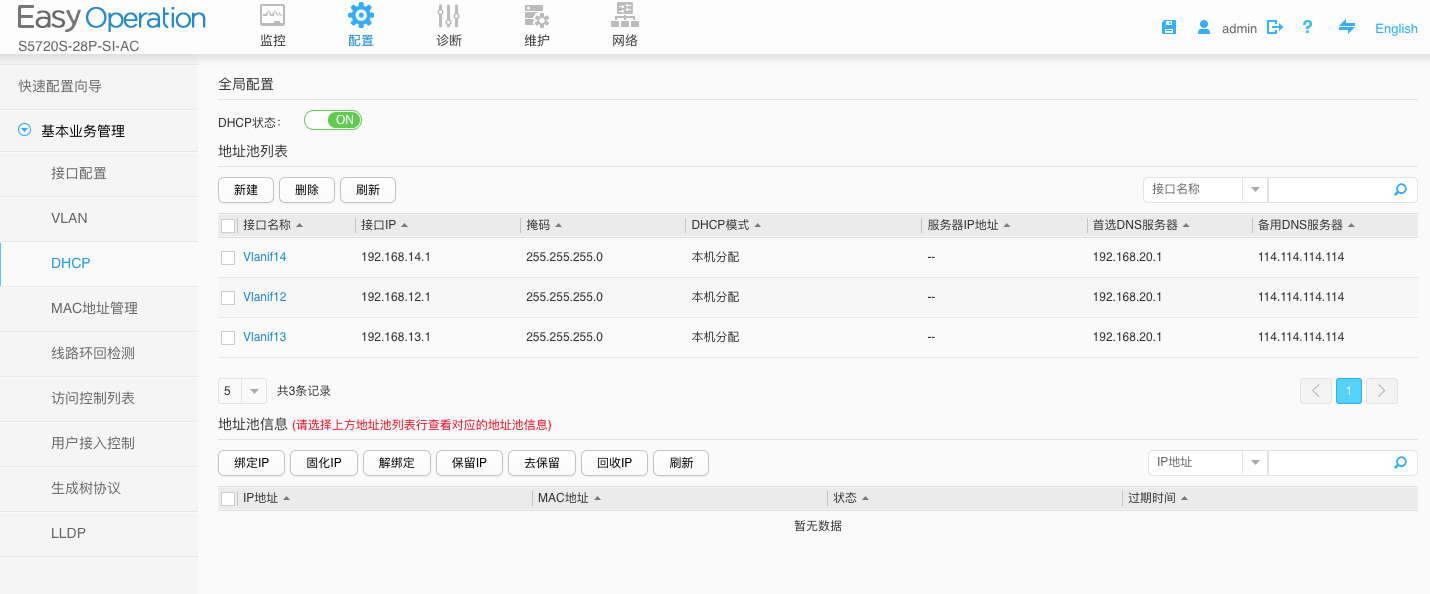 Easy Operation
S5720S-28P-SI-AC
监控
配置
诊断
维护
网络
admin
?
English
快速配置向导
基本业务管理
接口配置
VLAN
DHCP
MAC地址管理
线路环回检测
访问控制列表
用户接入控制
生成树协议
LLDP
全局配置
DHCP状态: ON
地址池列表
新建 删除 刷新 接口名称
接口名称 接口IP 掩码 DHCP模式 服务器IP地址 首选DNS服务器 备用DNS服务器
Vlanif14 192.168.14.1 255.255.255.0 本机分配 -- 192.168.20.1 114.114.114.114
Vlanif12 192.168.12.1 255.255.255.0 本机分配 -- 192.168.20.1 114.114.114.114
Vlanif13 192.168.13.1 255.255.255.0 本机分配 -- 192.168.20.1 114.114.114.114
5 共3条记录 1
地址池信息 (请选择上方地址池列表行查看对应的地址池信息)
绑定IP 固化IP 解绑定 保留IP 去保留 回收IP 刷新 IP地址
IP地址 MAC地址 状态 过期时间
暂无数据